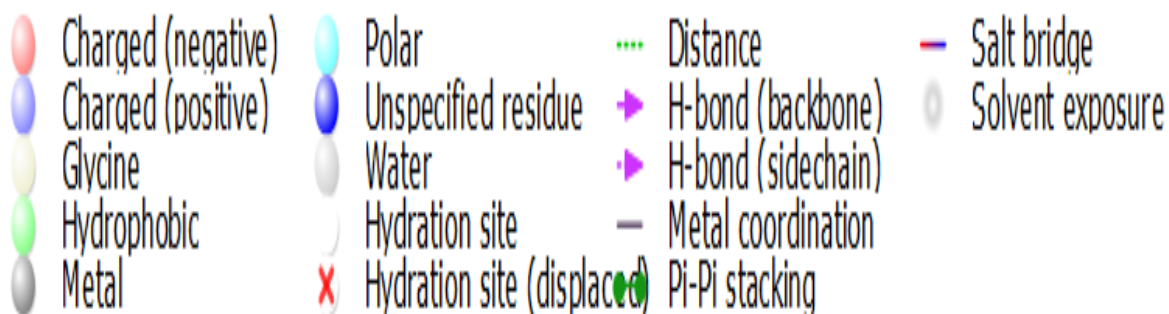 Charged (negative)
Charged (positive)
Glycine
Hydrophobic
Metal
Polar
Unspecified residue
Water
Hydration site
Hydration site (displaced)
Distance
H-bond (backbone)
H-bond (sidechain)
Metal coordination
Pi-Pi stacking
Salt bridge
Solvent exposure